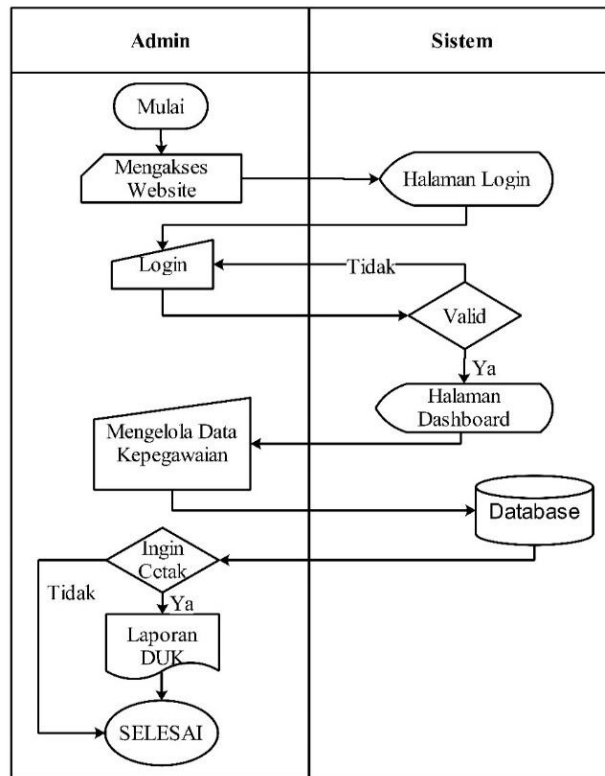 Admin
Sistem
Mulai
Mengakses
Website
Halaman Login
Login
Tidak
Valid
Ya
Halaman
Dashboard
Mengelola Data
Kepegawaian
Database
Ingin
Cetak
Tidak
Ya
Laporan
DUK
SELESAI